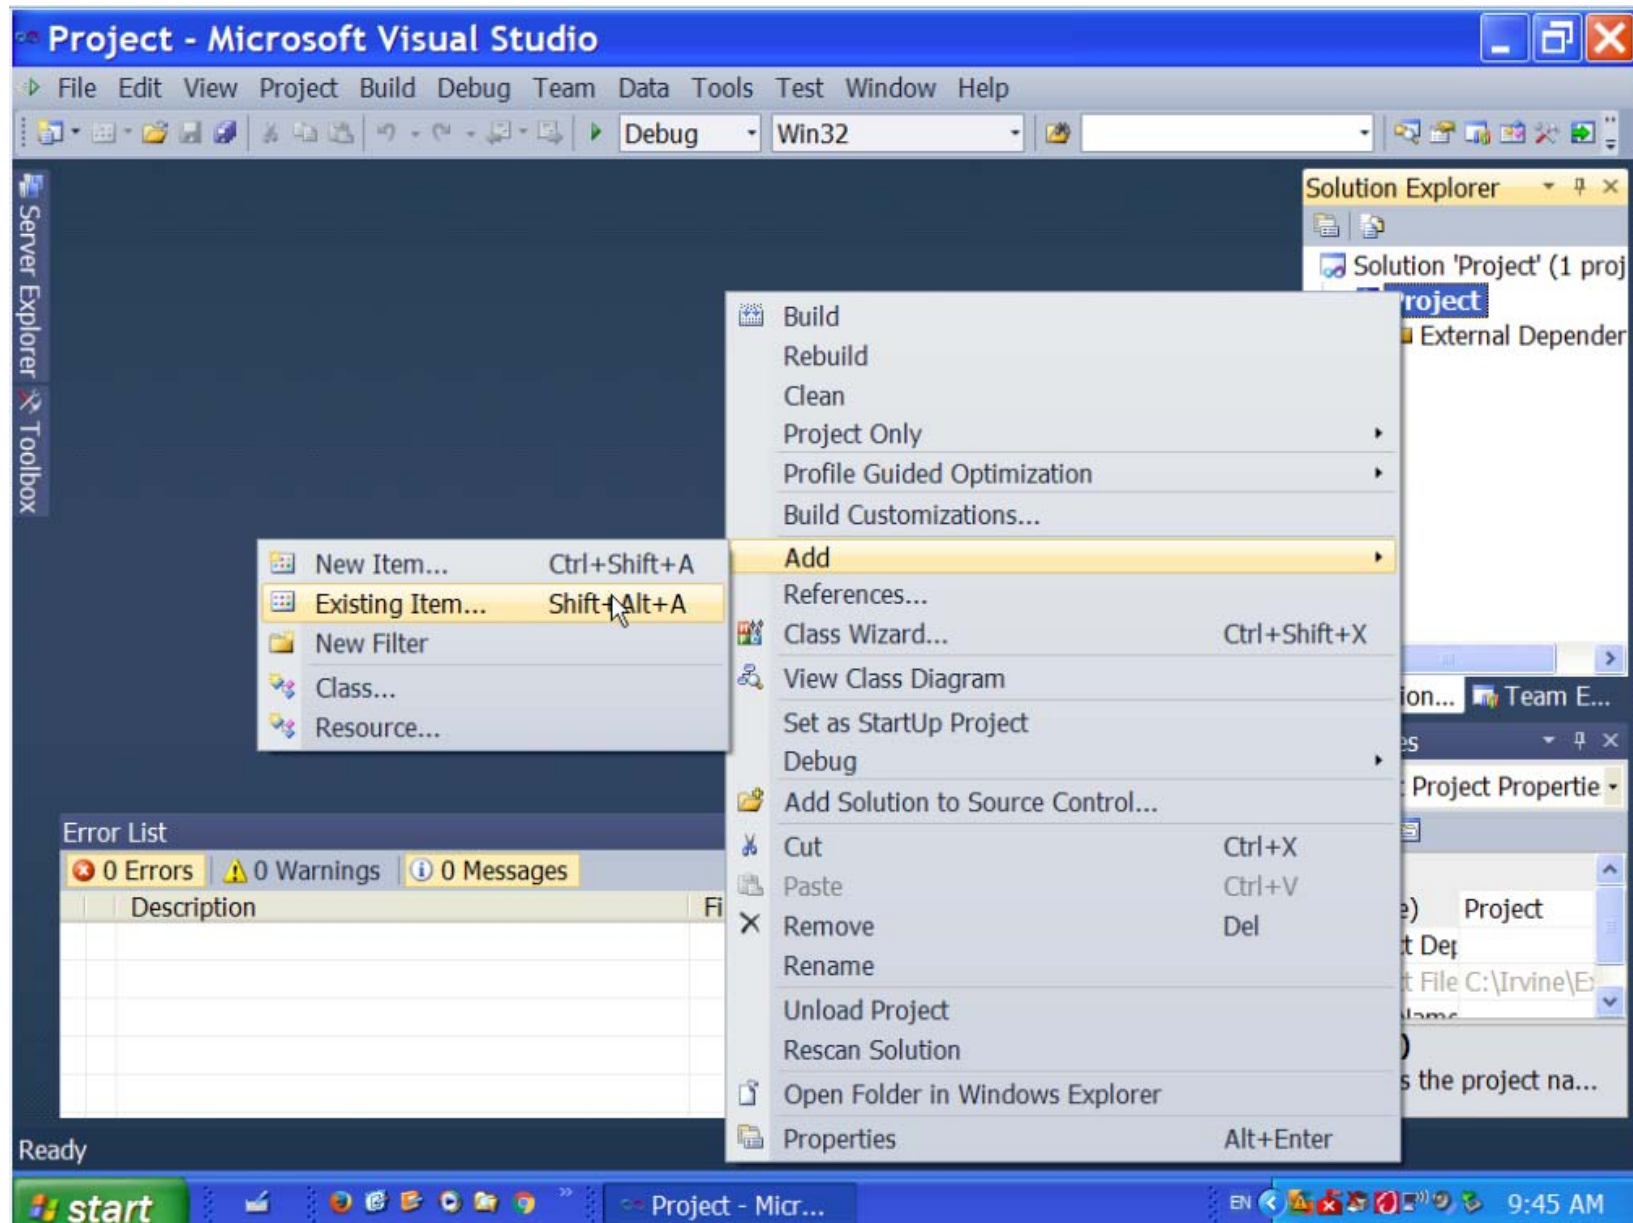 Project - Microsoft Visual Studio
File Edit View Project Build Debug Team Data Tools Test Window Help
Debug Win32
Server Explorer
Toolbox
Solution Explorer
Solution 'Project' (1 proj
Project
External Depender
Build
Rebuild
Clean
Project Only
Profile Guided Optimization
Build Customizations...
Add
References...
Class Wizard... Ctrl+Shift+X
View Class Diagram
Set as StartUp Project
Debug
Add Solution to Source Control...
Cut Ctrl+X
Paste Ctrl+V
Remove Del
Rename
Unload Project
Rescan Solution
Open Folder in Windows Explorer
Properties Alt+Enter
New Item... Ctrl+Shift+A
Existing Item... Shift+Alt+A
New Filter
Class...
Resource...
ion... Team E...
es
Project Propertie
e) Project
t Dep
t File C:\Irvine\Ex
)
s the project na...
Error List
0 Errors 0 Warnings 0 Messages
Description Fi
Ready
start Project - Micr... EN 9:45 AM